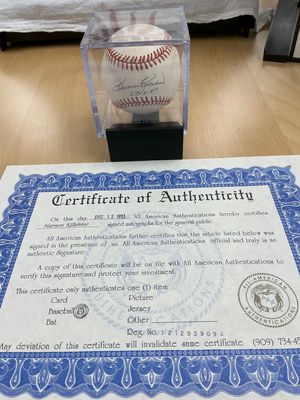 Harmon Killebrew
573 HR
Certificate of Authenticity
On this day, DEC 12 1993 All American Authentications hereby certifies
Harmon Killebrew signed autographs for the general public.
All American Authentications further certifies that the article listed below was
signed in the presence of an All American Authentications official and truly is an
authentic Signature.
A copy of this certificate will be on file with All American Authentications to
verify this signature and protect your investment.
This certificate authenticates only one (1) item:
Card Picture
Baseball Jersey
Bat Other
Reg. No. 1212939092
ALL AMERICAN
AUTHENTICATIONS
Any deviation of this certificate will invalidate same certificate (909) 734-45